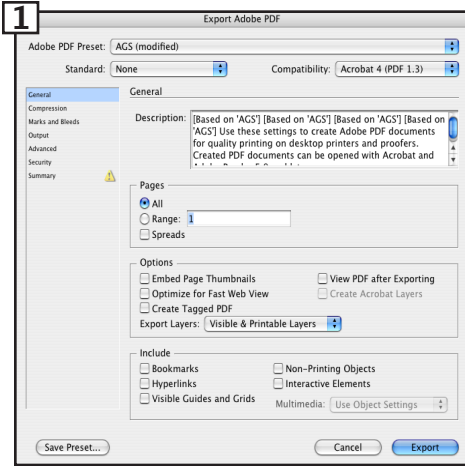 1
Export Adobe PDF
Adobe PDF Preset: AGS (modified)
Standard: None
Compatibility: Acrobat 4 (PDF 1.3)
General
Compression
Marks and Bleeds
Output
Advanced
Security
Summary
General
Description: [Based on 'AGS'] [Based on 'AGS'] [Based on 'AGS'] [Based on
'AGS'] Use these settings to create Adobe PDF documents
for quality printing on desktop printers and proofers.
Created PDF documents can be opened with Acrobat and
Pages
All
Range: 1
Spreads
Options
Embed Page Thumbnails
View PDF after Exporting
Optimize for Fast Web View
Create Acrobat Layers
Create Tagged PDF
Export Layers: Visible & Printable Layers
Include
Bookmarks
Non-Printing Objects
Hyperlinks
Interactive Elements
Visible Guides and Grids
Multimedia: Use Object Settings
Save Preset...
Cancel
Export